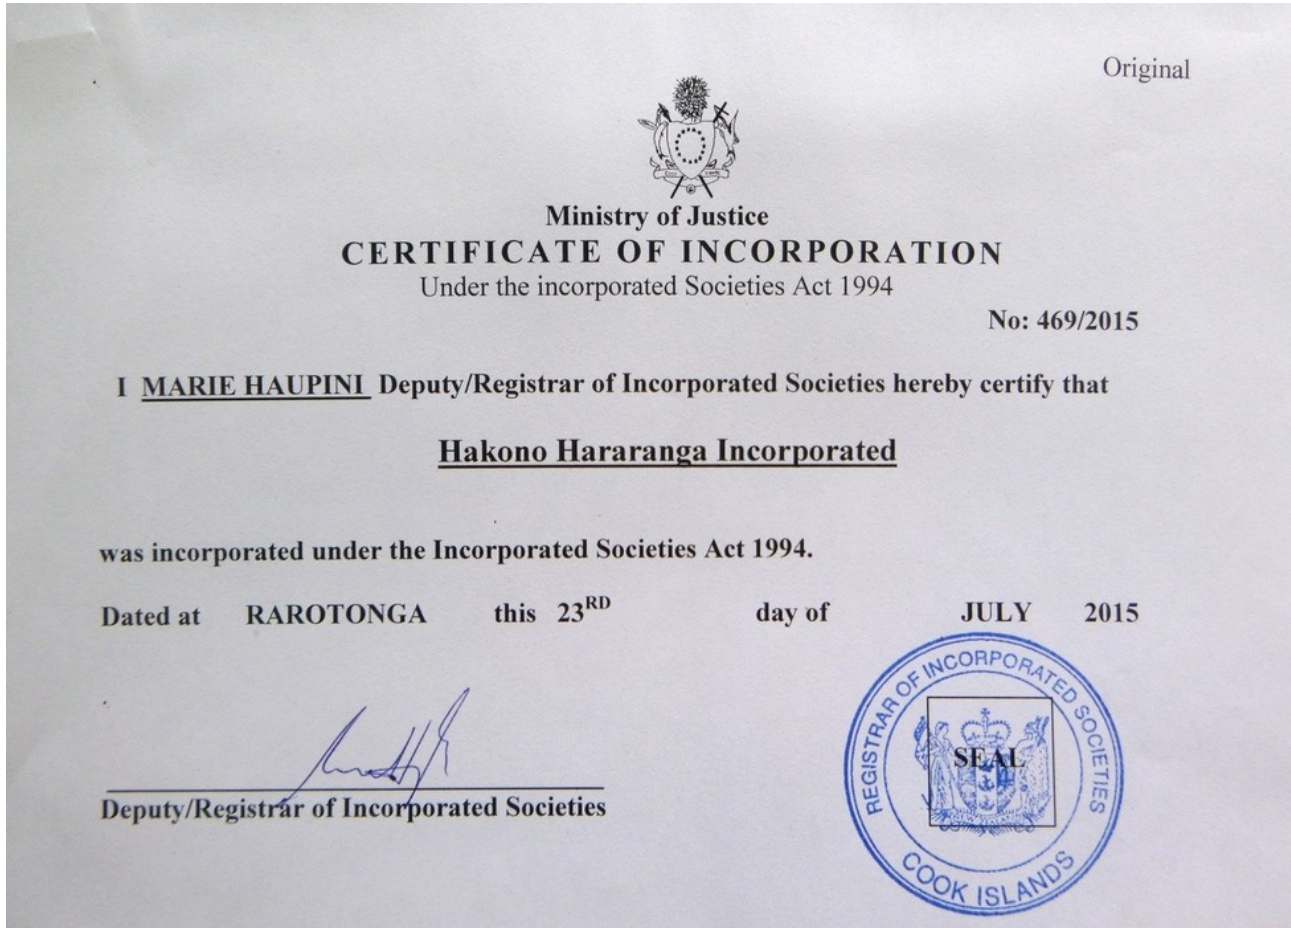 Original
Ministry of Justice
CERTIFICATE OF INCORPORATION
Under the incorporated Societies Act 1994
No: 469/2015
I MARIE HAUPINI Deputy/Registrar of Incorporated Societies hereby certify that
Hakono Hararanga Incorporated
was incorporated under the Incorporated Societies Act 1994.
Dated at RAROTONGA this 23RD day of JULY 2015
Deputy/Registrar of Incorporated Societies
REGISTRAR OF INCORPORATED SOCIETIES
SEAL
COOK ISLANDS